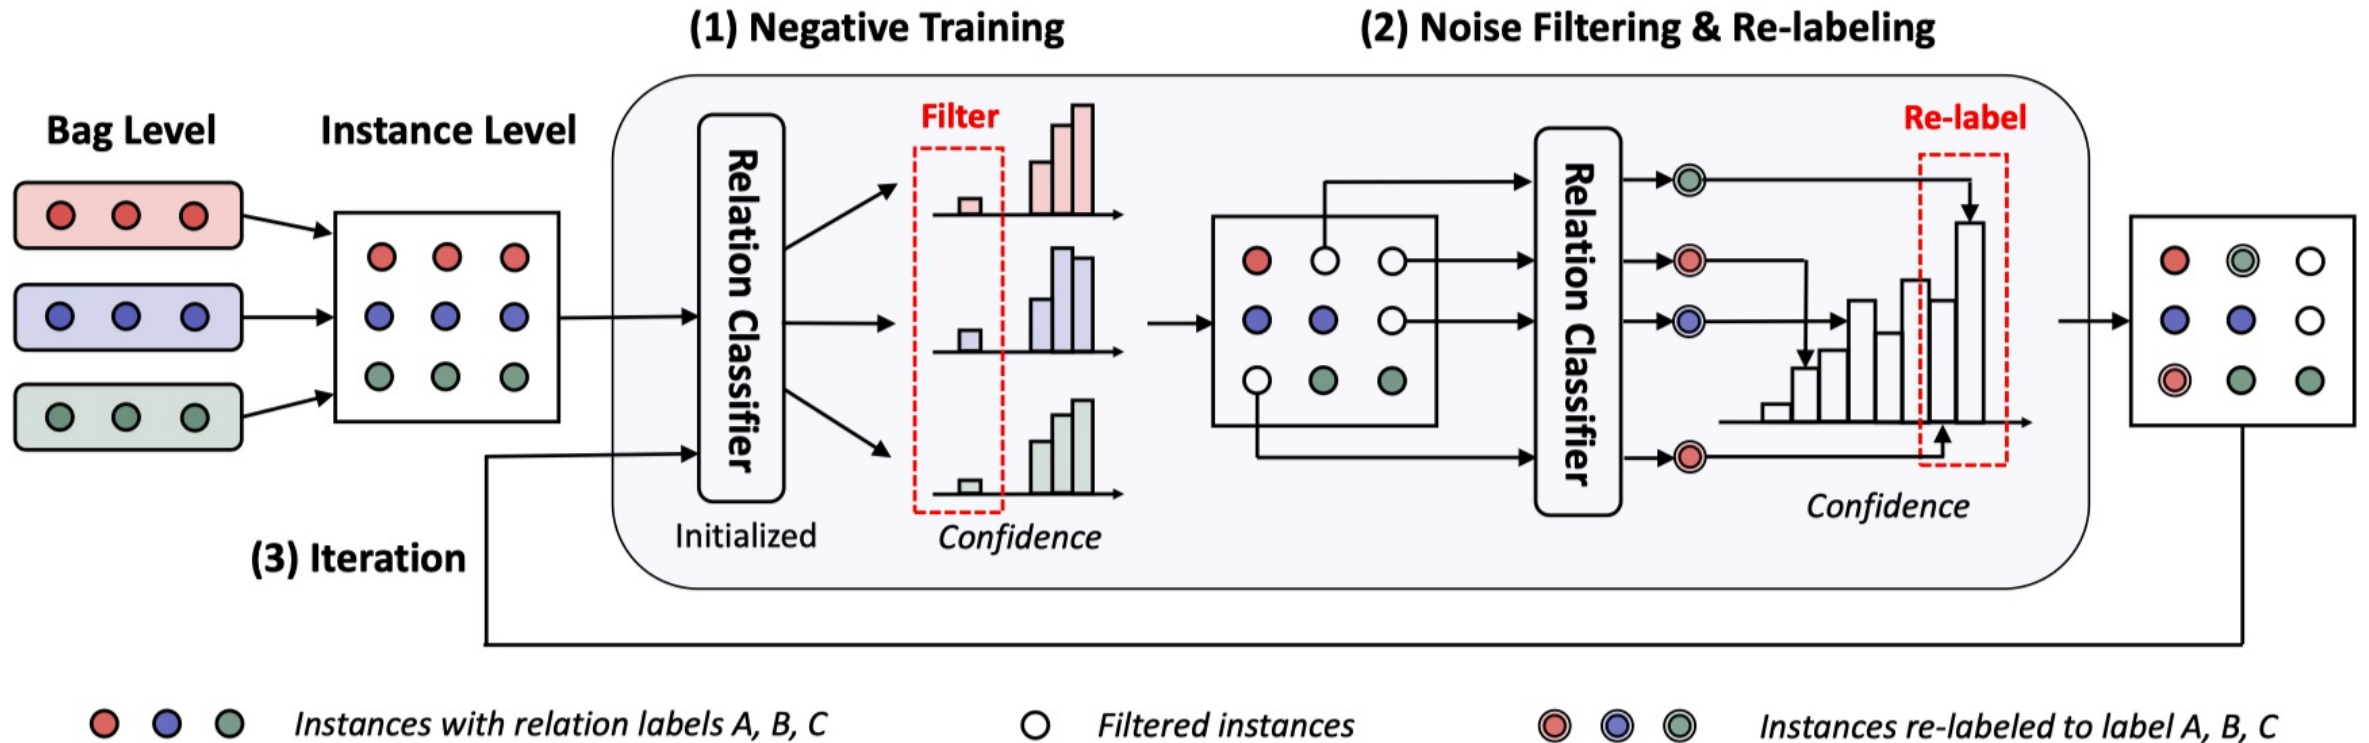 (1) Negative Training
(2) Noise Filtering & Re-labeling
Bag Level
Instance Level
Filter
Re-label
Relation Classifier
Relation Classifier
Initialized
Confidence
Confidence
(3) Iteration
Instances with relation labels A, B, C
Filtered instances
Instances re-labeled to label A, B, C